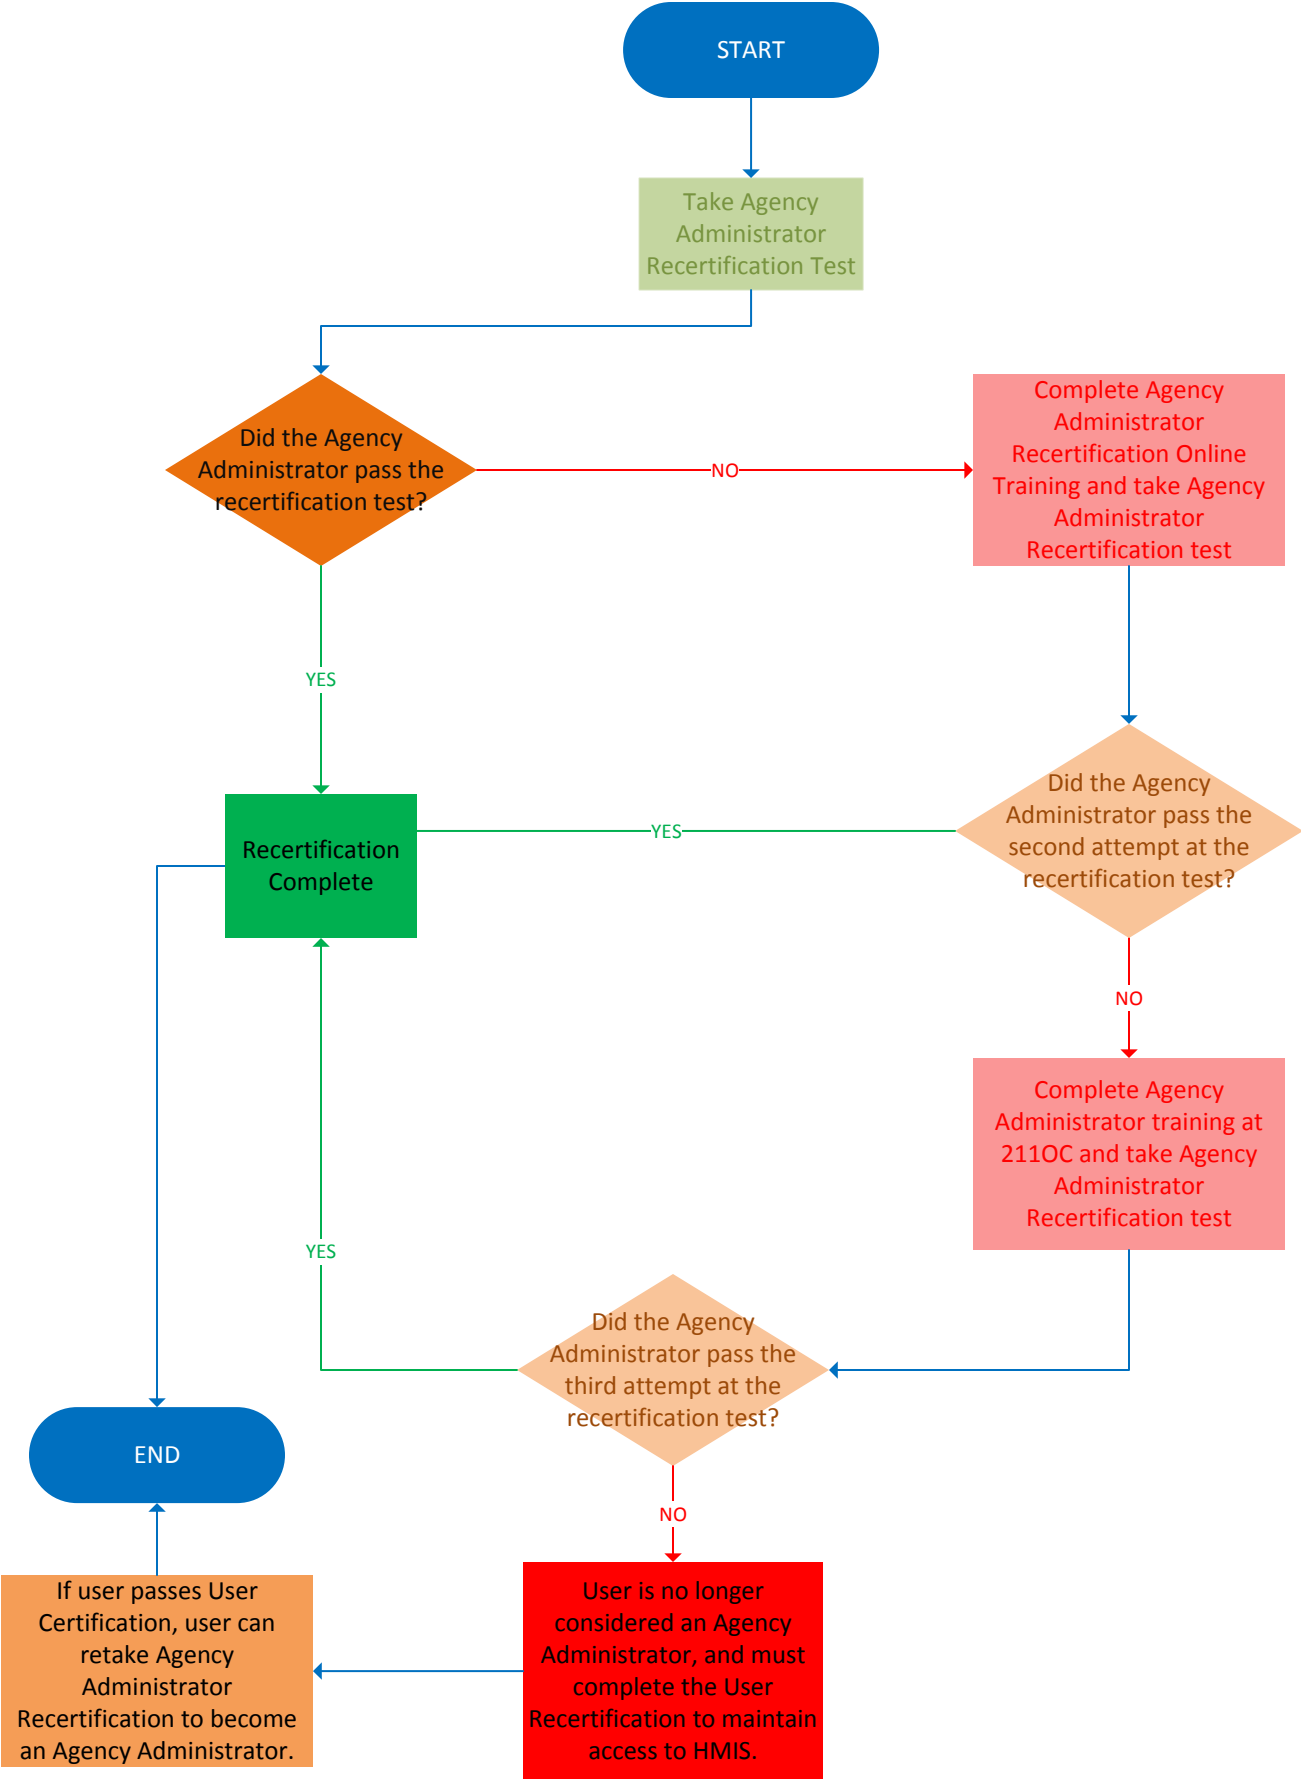 START
Take Agency
Administrator
Recertification Test
Did the Agency
Administrator pass the
recertification test?
NO
Complete Agency
Administrator
Recertification Online
Training and take Agency
Administrator
Recertification test
YES
Did the Agency
Administrator pass the
second attempt at the
recertification test?
YES
Recertification
Complete
NO
Complete Agency
Administrator training at
211OC and take Agency
Administrator
Recertification test
YES
Did the Agency
Administrator pass the
third attempt at the
recertification test?
END
NO
User is no longer
considered an Agency
Administrator, and must
complete the User
Recertification to maintain
access to HMIS.
If user passes User
Certification, user can
retake Agency
Administrator
Recertification to become
an Agency Administrator.